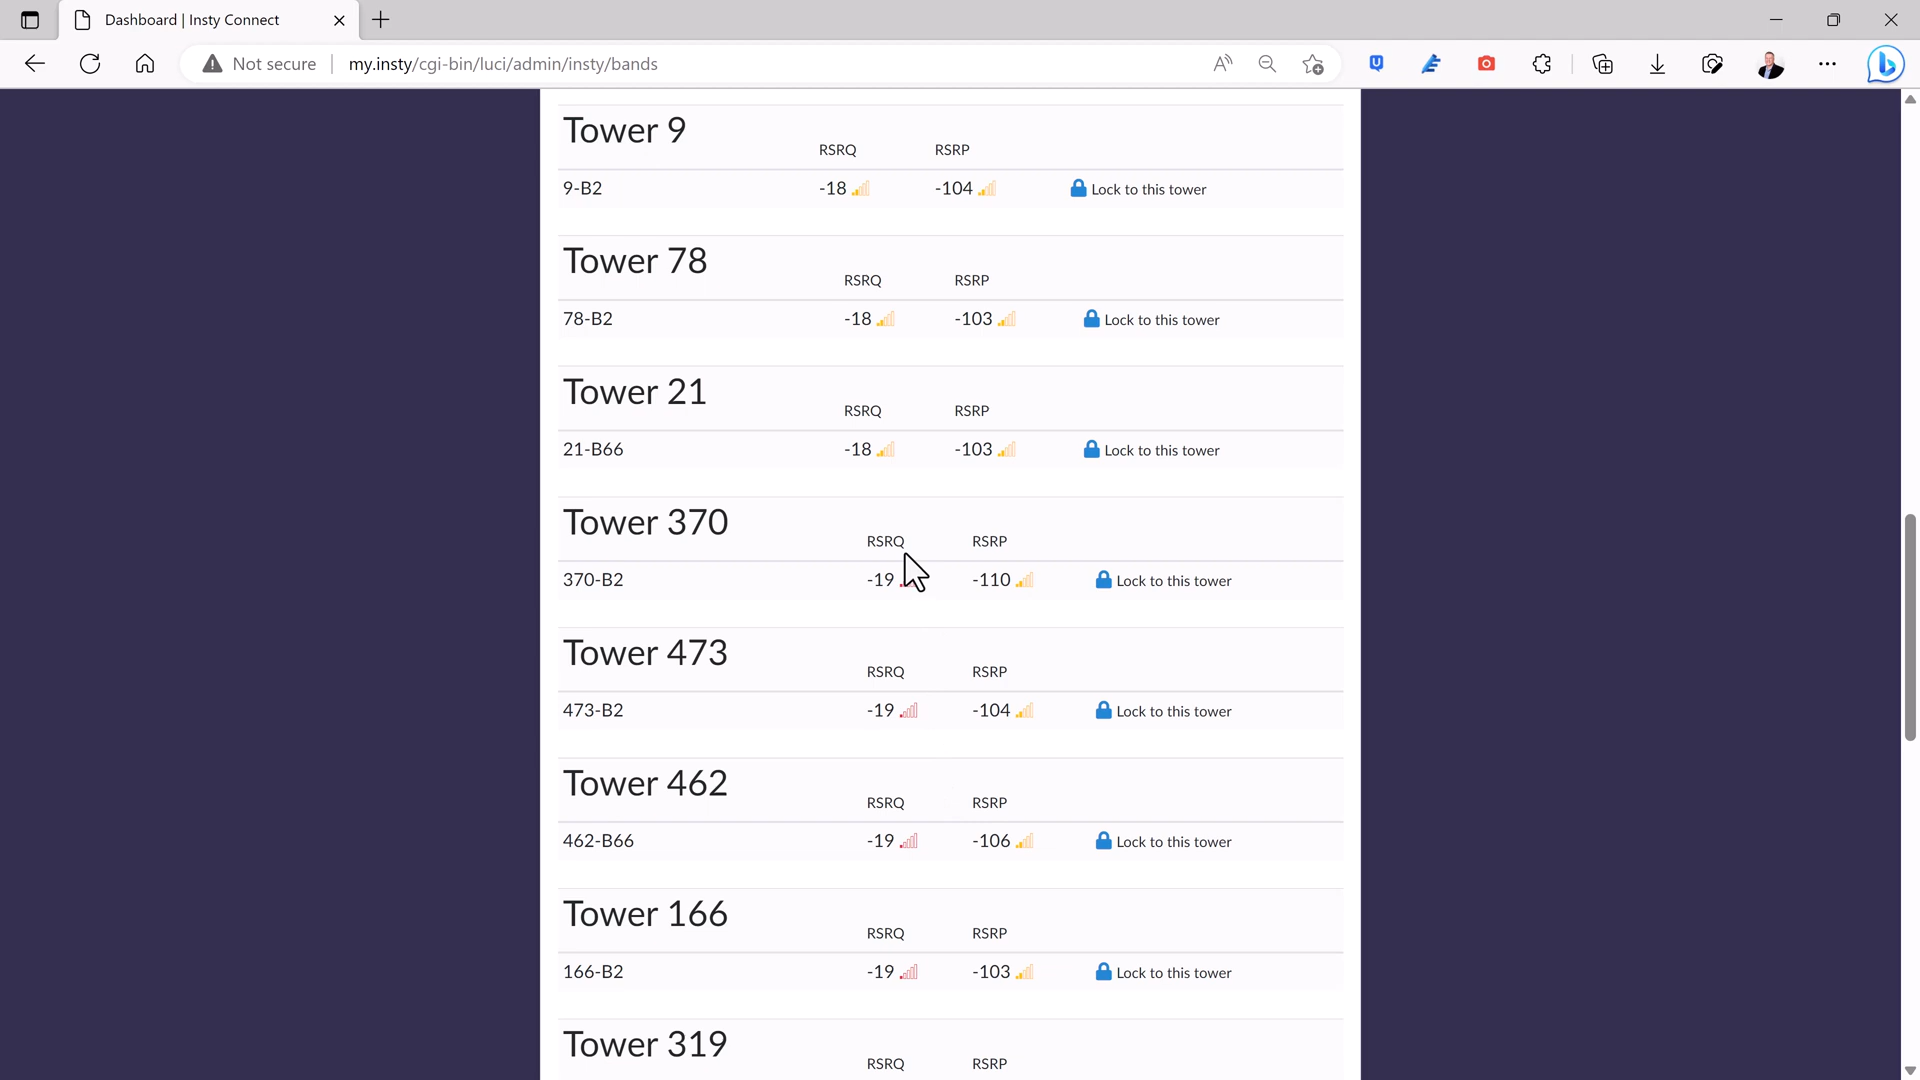 Dashboard | Insty Connect
Not secure
my.insty/cgi-bin/luci/admin/insty/bands
Tower 9
RSRQ RSRP
9-B2 -18 -104 Lock to this tower
Tower 78
RSRQ RSRP
78-B2 -18 -103 Lock to this tower
Tower 21
RSRQ RSRP
21-B66 -18 -103 Lock to this tower
Tower 370
RSRQ RSRP
370-B2 -19 -110 Lock to this tower
Tower 473
RSRQ RSRP
473-B2 -19 -104 Lock to this tower
Tower 462
RSRQ RSRP
462-B66 -19 -106 Lock to this tower
Tower 166
RSRQ RSRP
166-B2 -19 -103 Lock to this tower
Tower 319
RSRQ RSRP